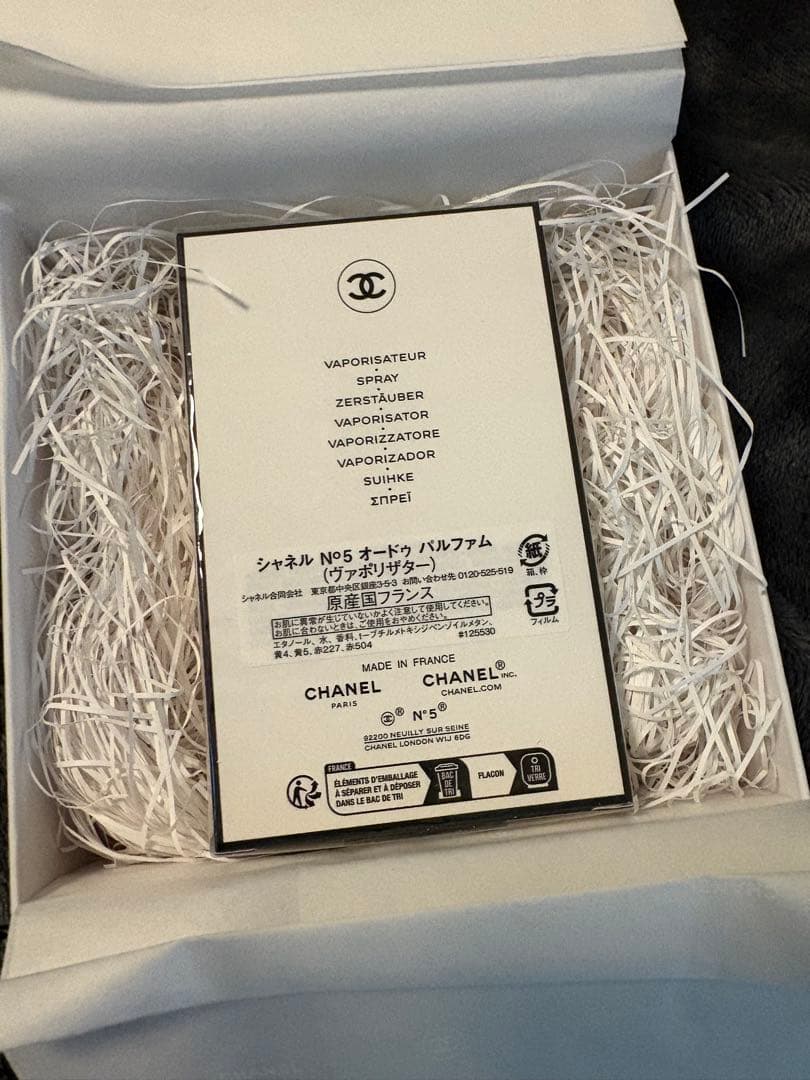 VAPORISATEUR
SPRAY
ZERSTÄUBER
VAPORISATOR
VAPORIZZATORE
VAPORIZADOR
SUIHKE
ΣΠΡΕΪ
シャネル N°5 オードゥ パルファム
(ヴァポリザター)
シャネル合同会社 東京都中央区銀座3-5-3 お問い合わせ先 0120-525-519
原産国フランス
お肌に異常が生じていないかよく注意して使用してください。
お肌に合わないときは、ご使用をおやめください。
エタノール、水、香料、t-ブチルメトキシジベンゾイルメタン、
黄4、黄5、赤227、赤504 #125530
紙
箱、枠
プラ
フィルム
MADE IN FRANCE
CHANEL CHANEL® INC.
PARIS CHANEL.COM
® N°5®
92200 NEUILLY SUR SEINE
CHANEL LONDON W1J 6DG
FRANCE
ÉLÉMENTS D'EMBALLAGE
À SÉPARER ET À DÉPOSER
DANS LE BAC DE TRI
BAC
DE
TRI
FLACON
TRI
VERRE